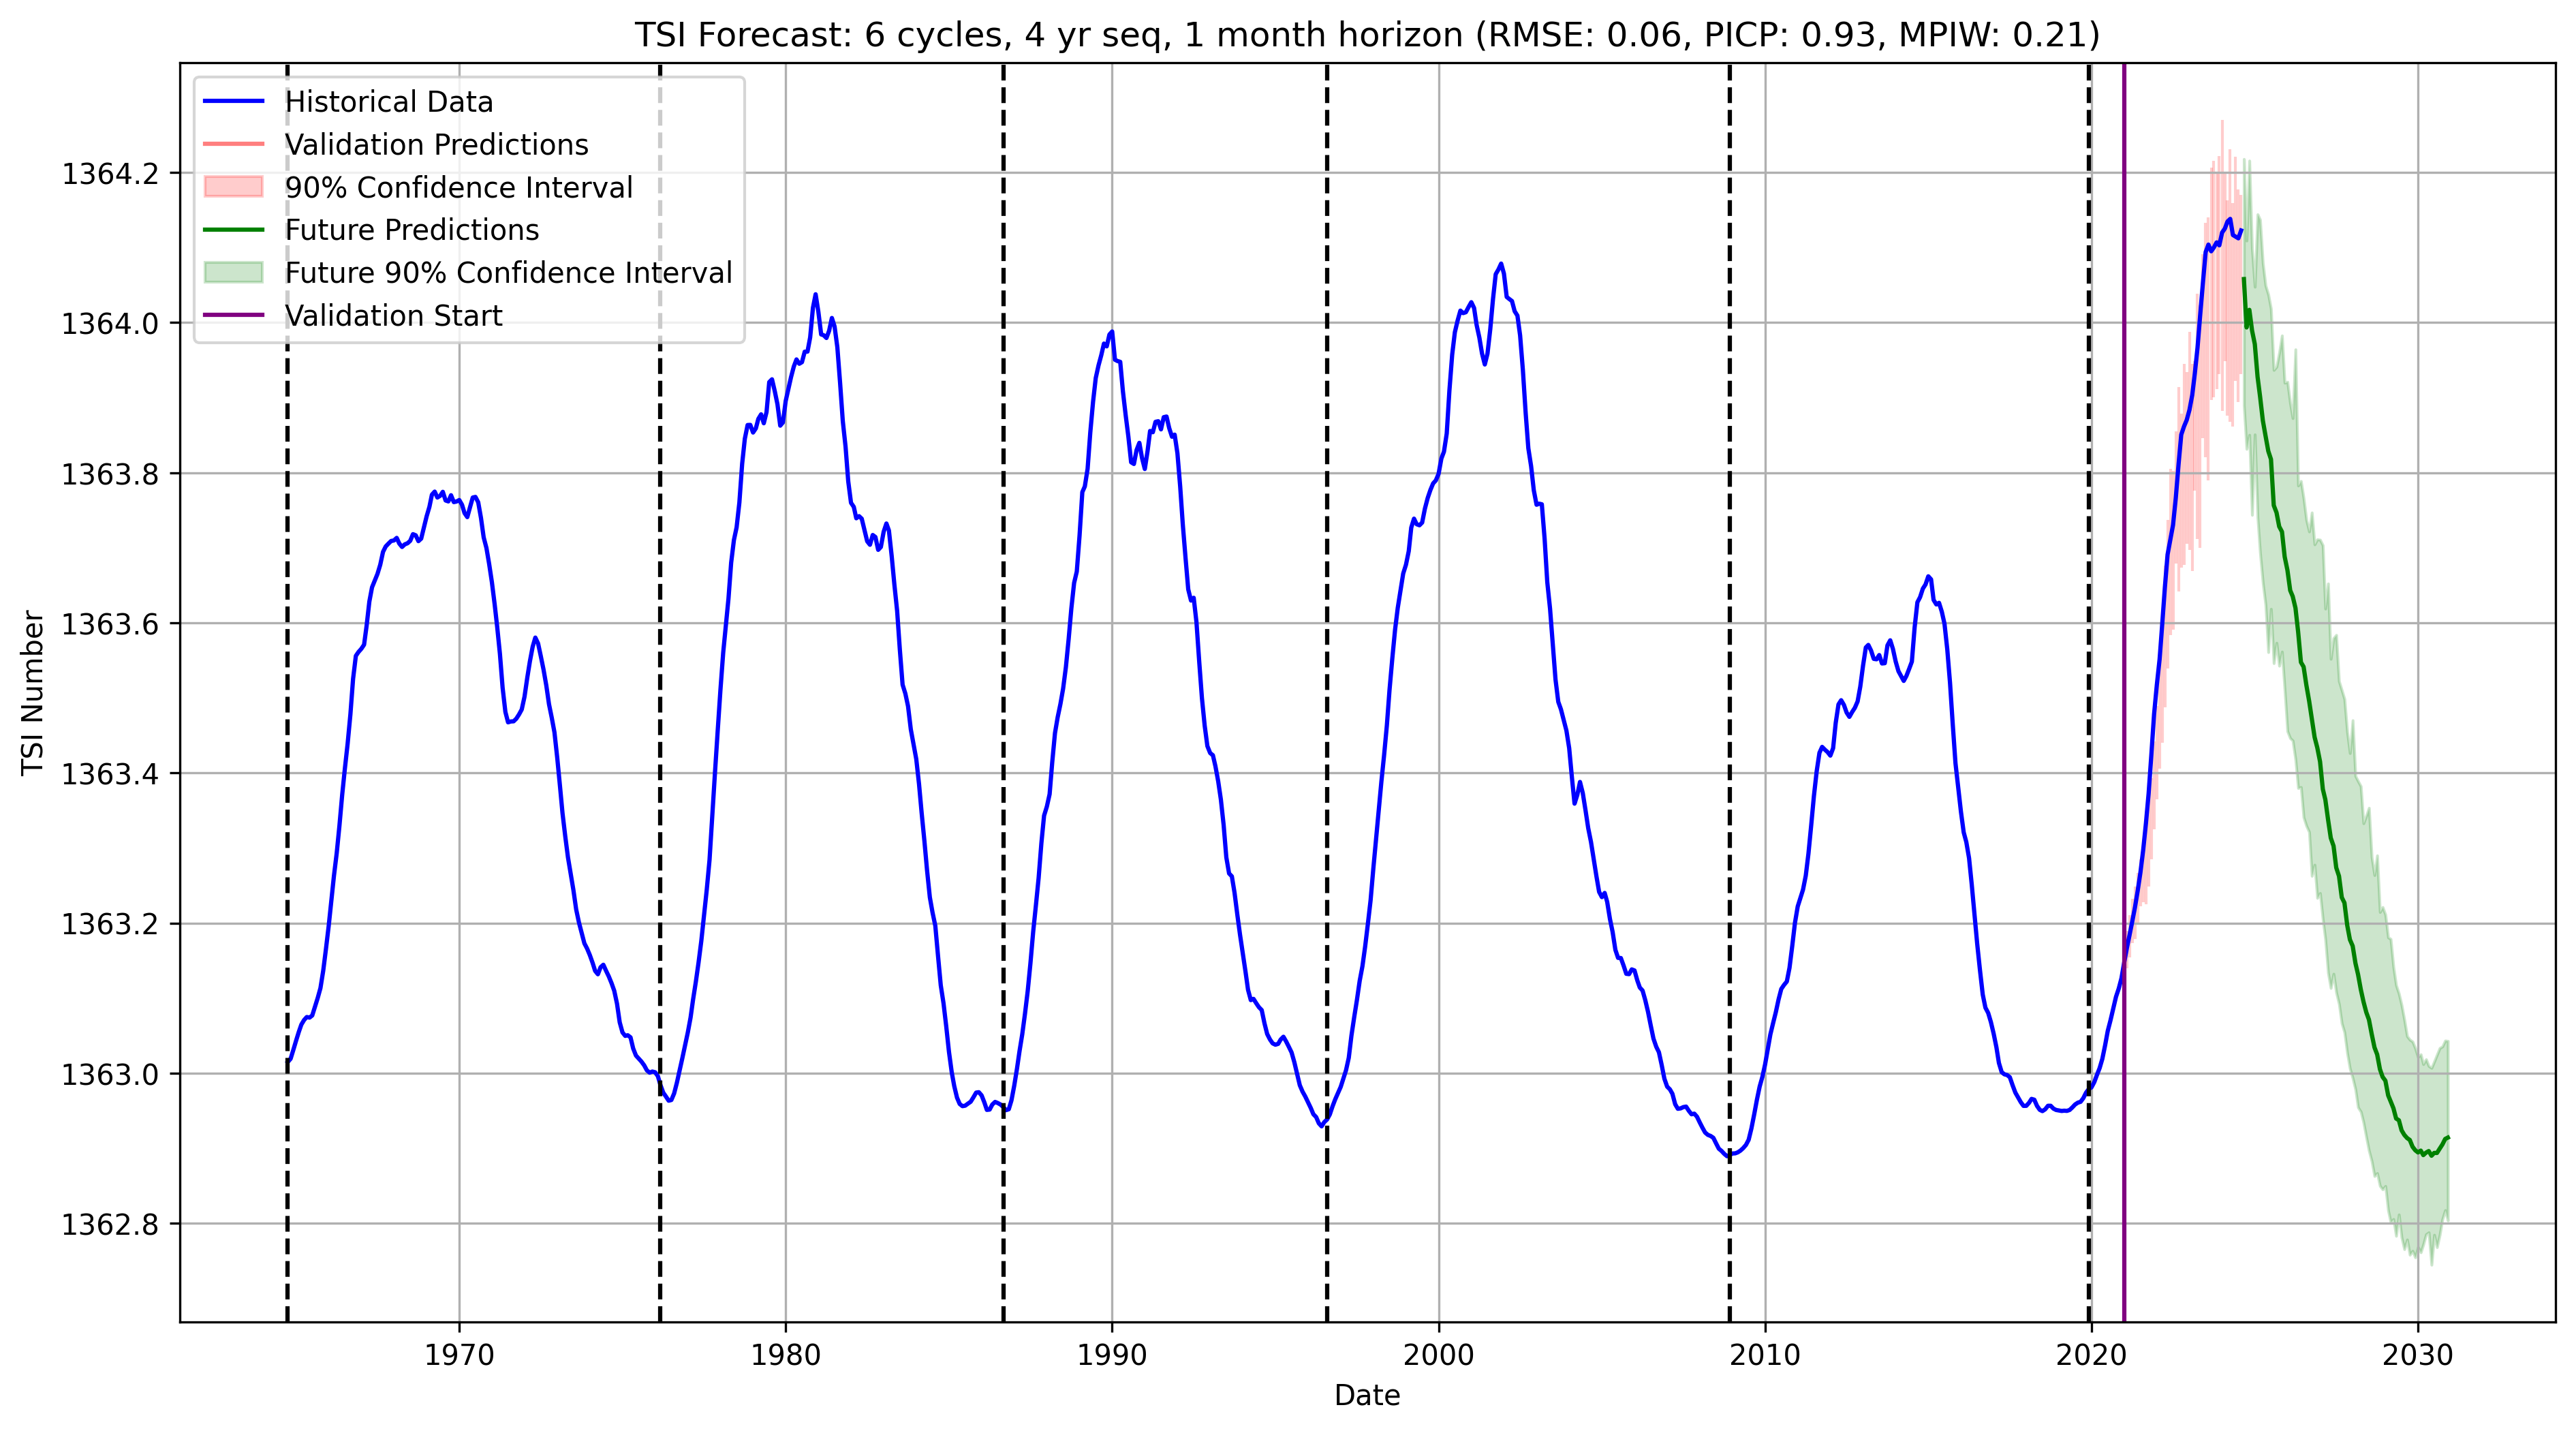 TSI Forecast: 6 cycles, 4 yr seq, 1 month horizon (RMSE: 0.06, PICP: 0.93, MPIW: 0.21)
Historical Data
Validation Predictions
90% Confidence Interval
Future Predictions
Future 90% Confidence Interval
Validation Start
TSI Number
1364.2
1364.0
1363.8
1363.6
1363.4
1363.2
1363.0
1362.8
1970
1980
1990
2000
2010
2020
2030
Date